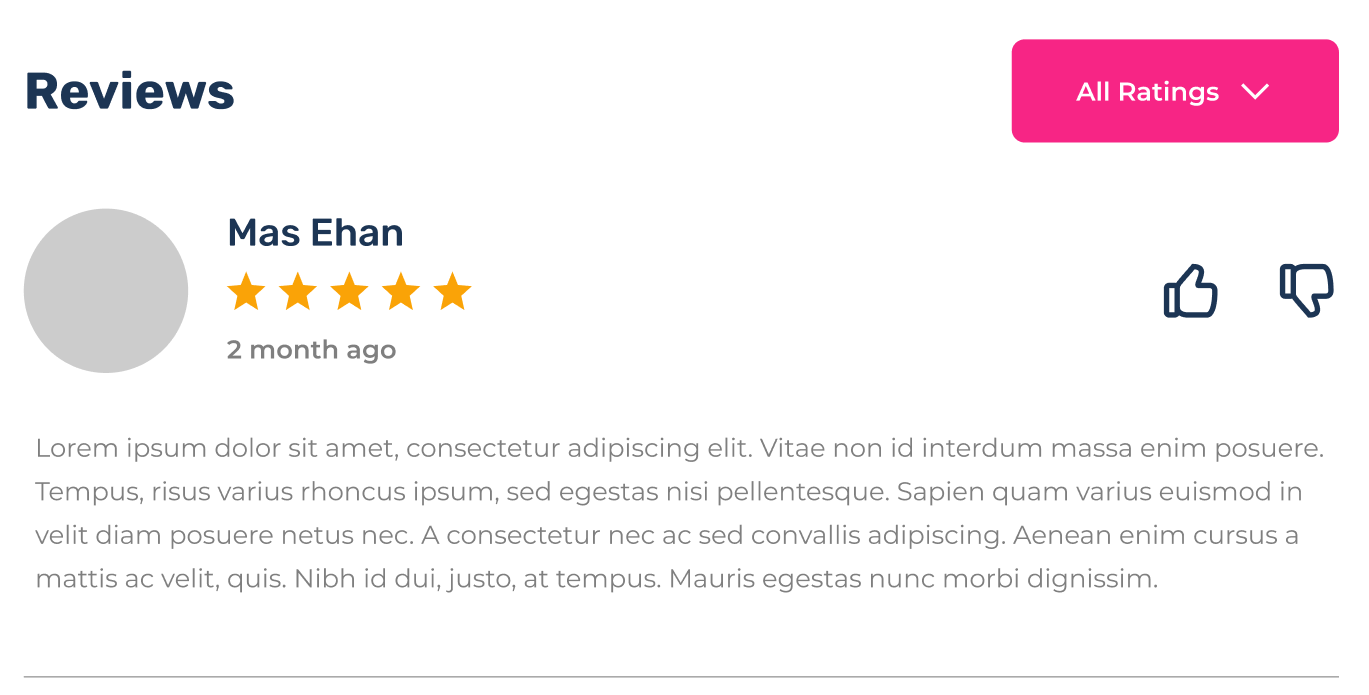 Reviews
All Ratings
Mas Ehan
2 month ago
Lorem ipsum dolor sit amet, consectetur adipiscing elit. Vitae non id interdum massa enim posuere.
Tempus, risus varius rhoncus ipsum, sed egestas nisi pellentesque. Sapien quam varius euismod in
velit diam posuere netus nec. A consectetur nec ac sed convallis adipiscing. Aenean enim cursus a
mattis ac velit, quis. Nibh id dui, justo, at tempus. Mauris egestas nunc morbi dignissim.